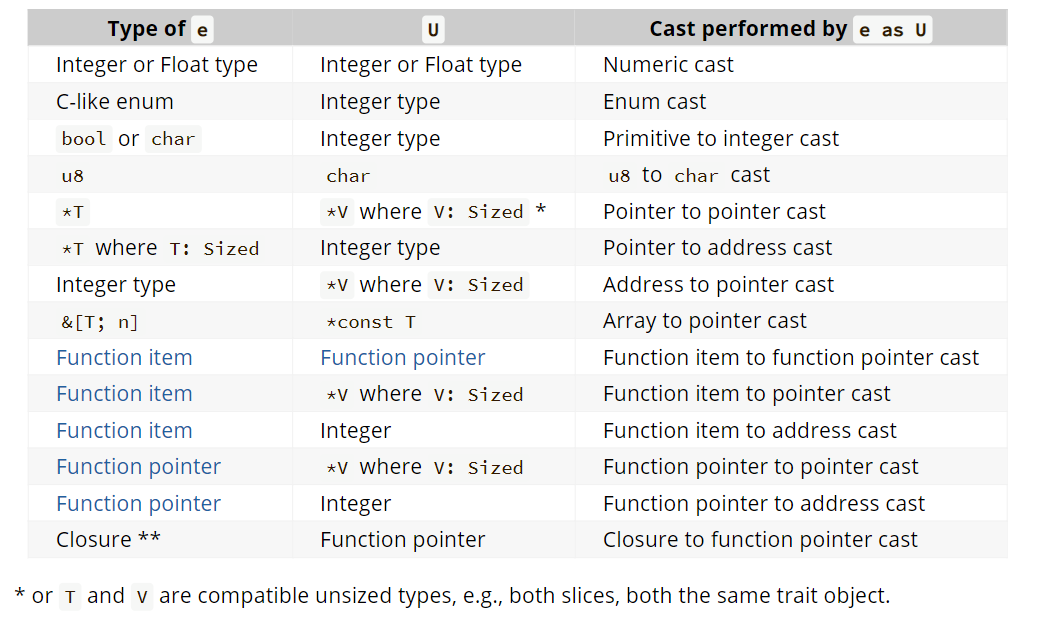 Type of e U Cast performed by e as U
Integer or Float type Integer or Float type Numeric cast
C-like enum Integer type Enum cast
bool or char Integer type Primitive to integer cast
u8 char u8 to char cast
*T *V where V: Sized * Pointer to pointer cast
*T where T: Sized Integer type Pointer to address cast
Integer type *V where V: Sized Address to pointer cast
&[T; n] *const T Array to pointer cast
Function item Function pointer Function item to function pointer cast
Function item *V where V: Sized Function item to pointer cast
Function item Integer Function item to address cast
Function pointer *V where V: Sized Function pointer to pointer cast
Function pointer Integer Function pointer to address cast
Closure ** Function pointer Closure to function pointer cast
* or T and V are compatible unsized types, e.g., both slices, both the same trait object.